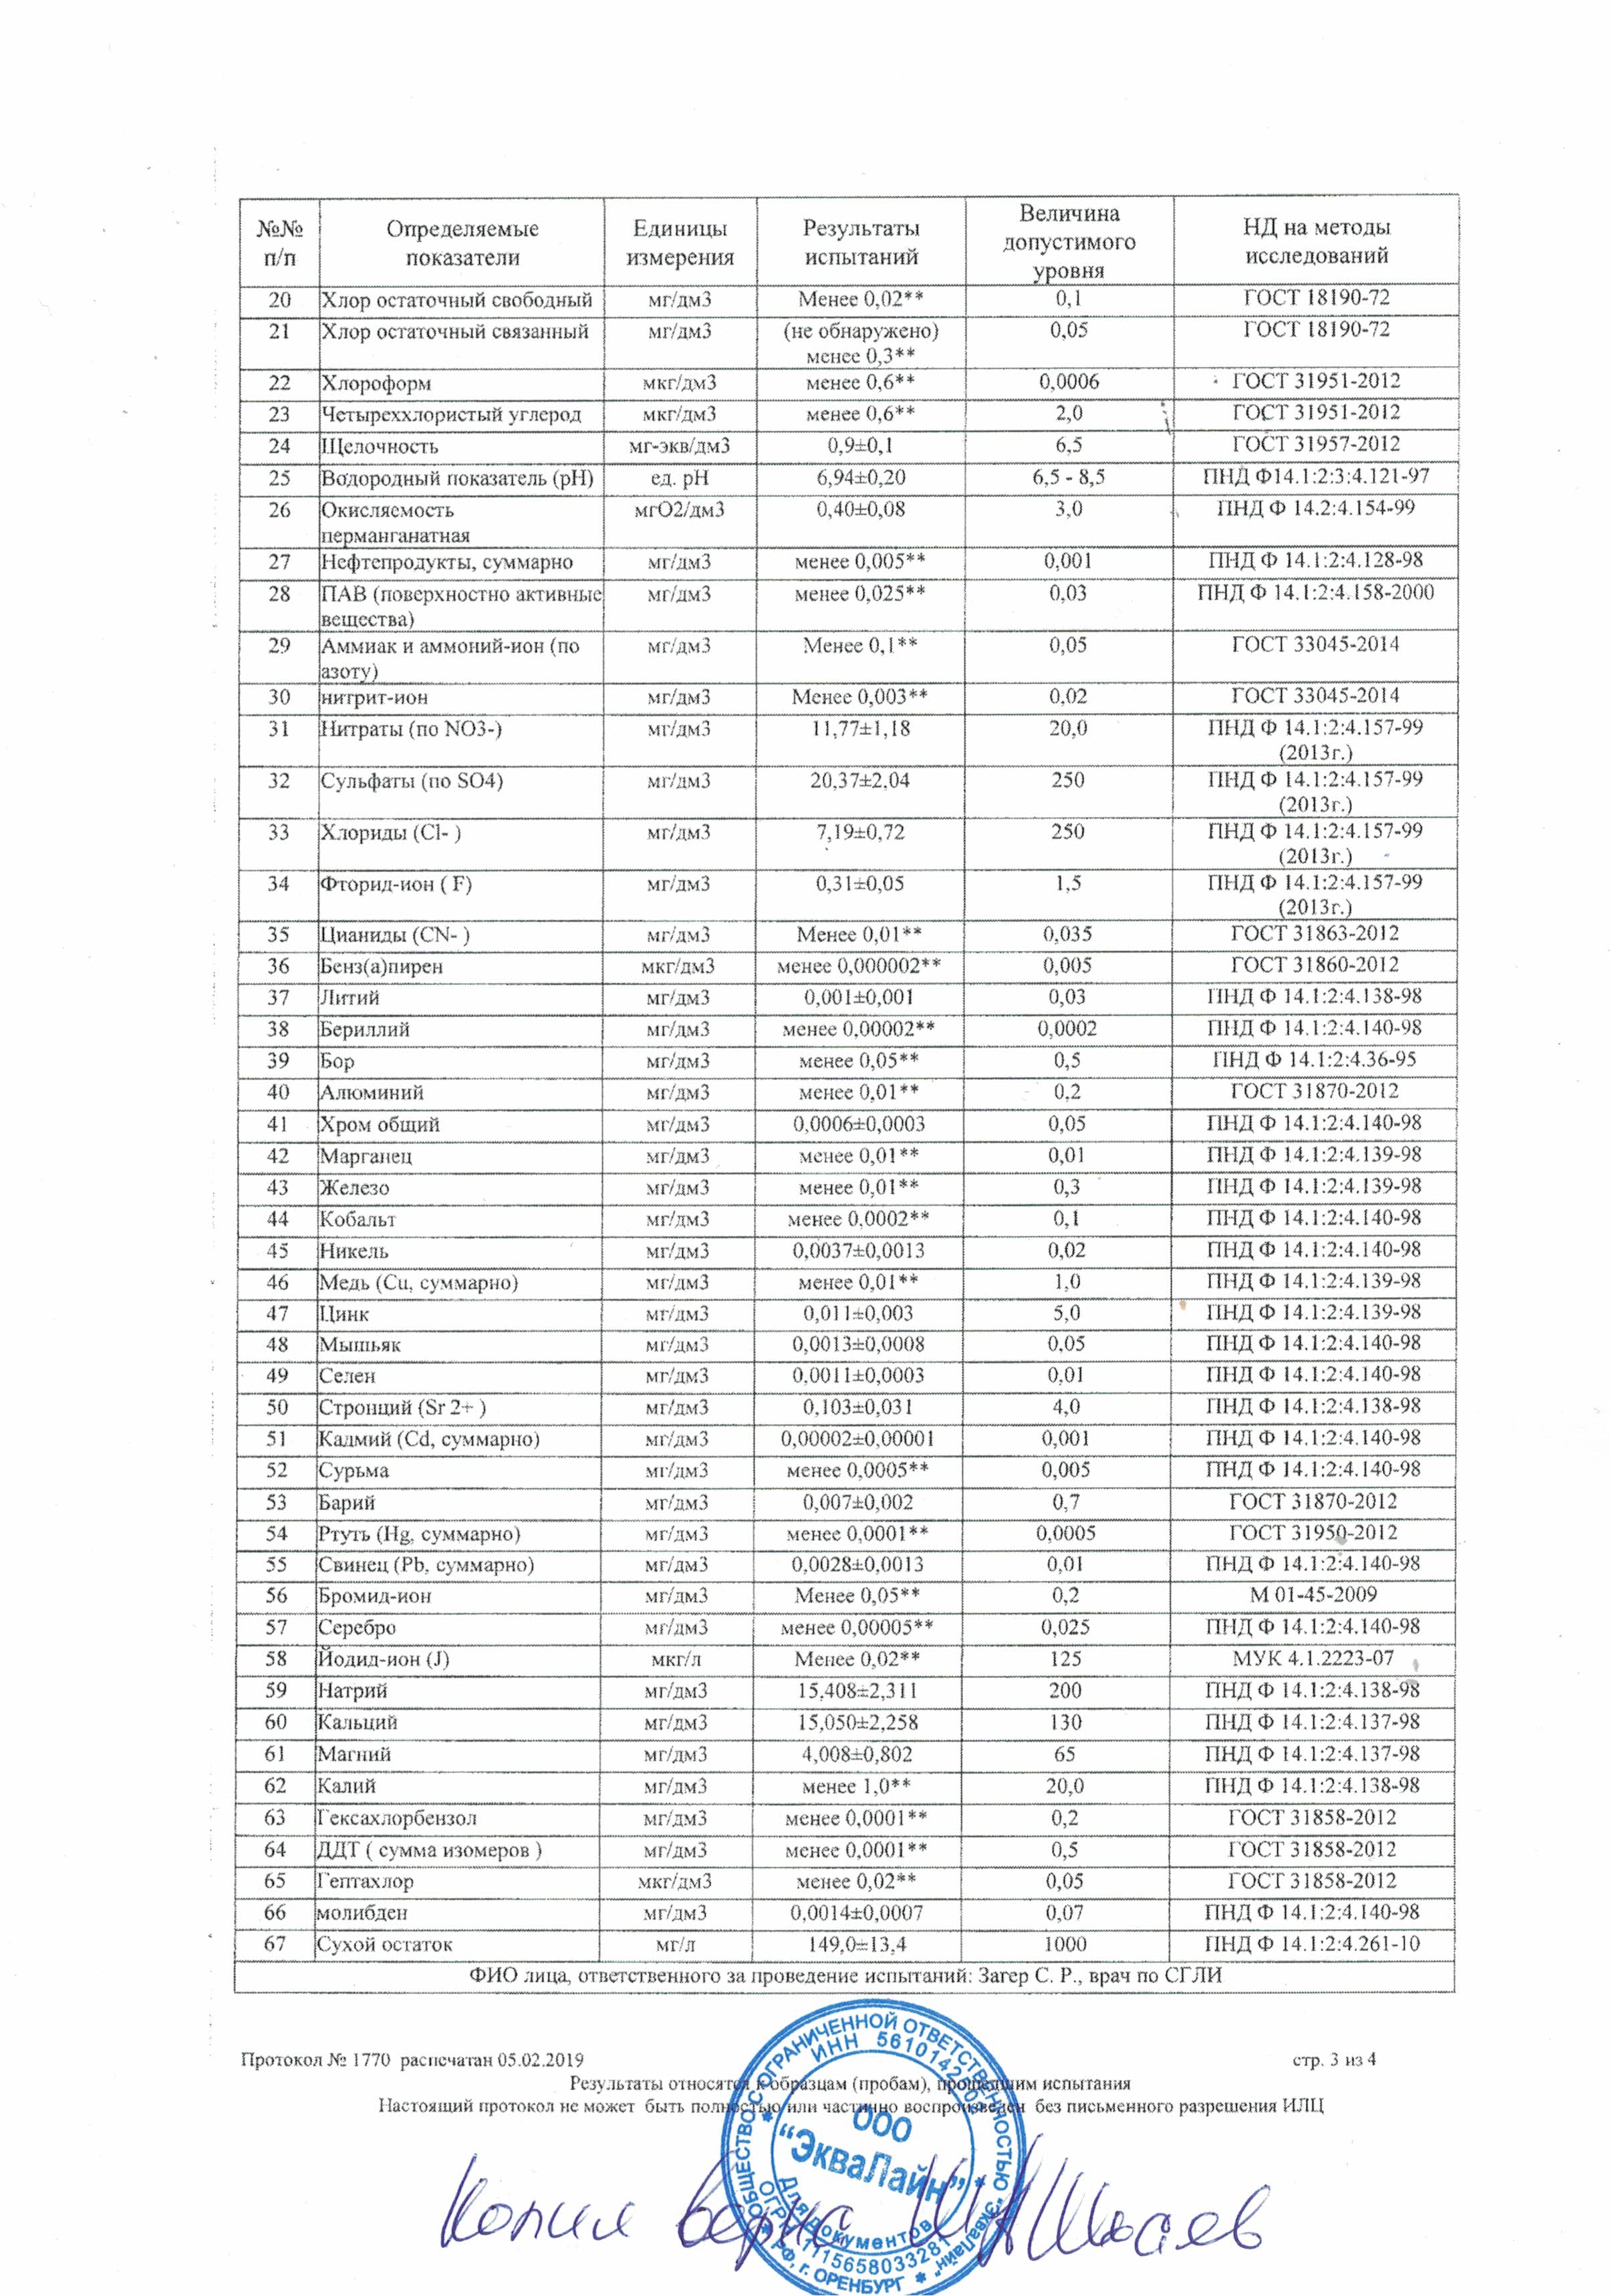 №№ п/п Определяемые показатели Единицы измерения Результаты испытаний Величина допустимого уровня НД на методы исследований
20 Хлор остаточный свободный мг/дм3 Менее 0,02** 0,1 ГОСТ 18190-72
21 Хлор остаточный связанный мг/дм3 (не обнаружено) менее 0,3** 0,05 ГОСТ 18190-72
22 Хлороформ мкг/дм3 менее 0,6** 0,0006 ГОСТ 31951-2012
23 Четыреххлористый углерод мкг/дм3 менее 0,6** 2,0 ГОСТ 31951-2012
24 Щелочность мг-экв/дм3 0,9±0,1 6,5 ГОСТ 31957-2012
25 Водородный показатель (pH) ед. pH 6,94±0,20 6,5 - 8,5 ПНД Ф14.1:2:3:4.121-97
26 Окисляемость перманганатная мгО2/дм3 0,40±0,08 3,0 ПНД Ф 14.2:4.154-99
27 Нефтепродукты, суммарно мг/дм3 менее 0,005** 0,001 ПНД Ф 14.1:2:4.128-98
28 ПАВ (поверхностно активные вещества) мг/дм3 менее 0,025** 0,03 ПНД Ф 14.1:2:4.158-2000
29 Аммиак и аммоний-ион (по азоту) мг/дм3 Менее 0,1** 0,05 ГОСТ 33045-2014
30 нитрит-ион мг/дм3 Менее 0,003** 0,02 ГОСТ 33045-2014
31 Нитраты (по NO3-) мг/дм3 11,77±1,18 20,0 ПНД Ф 14.1:2:4.157-99 (2013г.)
32 Сульфаты (по SO4) мг/дм3 20,37±2,04 250 ПНД Ф 14.1:2:4.157-99 (2013г.)
33 Хлориды (Cl- ) мг/дм3 7,19±0,72 250 ПНД Ф 14.1:2:4.157-99 (2013г.)
34 Фторид-ион ( F) мг/дм3 0,31±0,05 1,5 ПНД Ф 14.1:2:4.157-99 (2013г.)
35 Цианиды (CN- ) мг/дм3 Менее 0,01** 0,035 ГОСТ 31863-2012
36 Бенз(а)пирен мкг/дм3 менее 0,000002** 0,005 ГОСТ 31860-2012
37 Литий мг/дм3 0,001±0,001 0,03 ПНД Ф 14.1:2:4.138-98
38 Бериллий мг/дм3 менее 0,00002** 0,0002 ПНД Ф 14.1:2:4.140-98
39 Бор мг/дм3 менее 0,05** 0,5 ПНД Ф 14.1:2:4.36-95
40 Алюминий мг/дм3 менее 0,01** 0,2 ГОСТ 31870-2012
41 Хром общий мг/дм3 0,0006±0,0003 0,05 ПНД Ф 14.1:2:4.140-98
42 Марганец мг/дм3 менее 0,01** 0,01 ПНД Ф 14.1:2:4.139-98
43 Железо мг/дм3 менее 0,01** 0,3 ПНД Ф 14.1:2:4.139-98
44 Кобальт мг/дм3 менее 0,0002** 0,1 ПНД Ф 14.1:2:4.140-98
45 Никель мг/дм3 0,0037±0,0013 0,02 ПНД Ф 14.1:2:4.140-98
46 Медь (Cu, суммарно) мг/дм3 менее 0,01** 1,0 ПНД Ф 14.1:2:4.139-98
47 Цинк мг/дм3 0,011±0,003 5,0 ПНД Ф 14.1:2:4.139-98
48 Мышьяк мг/дм3 0,0013±0,0008 0,05 ПНД Ф 14.1:2:4.140-98
49 Селен мг/дм3 0,0011±0,0003 0,01 ПНД Ф 14.1:2:4.140-98
50 Стронций (Sr 2+ ) мг/дм3 0,103±0,031 4,0 ПНД Ф 14.1:2:4.138-98
51 Кадмий (Cd, суммарно) мг/дм3 0,00002±0,00001 0,001 ПНД Ф 14.1:2:4.140-98
52 Сурьма мг/дм3 менее 0,0005** 0,005 ПНД Ф 14.1:2:4.140-98
53 Барий мг/дм3 0,007±0,002 0,7 ГОСТ 31870-2012
54 Ртуть (Hg, суммарно) мг/дм3 менее 0,0001** 0,0005 ГОСТ 31950-2012
55 Свинец (Pb, суммарно) мг/дм3 0,0028±0,0013 0,01 ПНД Ф 14.1:2:4.140-98
56 Бромид-ион мг/дм3 Менее 0,05** 0,2 М 01-45-2009
57 Серебро мг/дм3 менее 0,00005** 0,025 ПНД Ф 14.1:2:4.140-98
58 Йодид-ион (J) мкг/л Менее 0,02** 125 МУК 4.1.2223-07
59 Натрий мг/дм3 15,408±2,311 200 ПНД Ф 14.1:2:4.138-98
60 Кальций мг/дм3 15,050±2,258 130 ПНД Ф 14.1:2:4.137-98
61 Магний мг/дм3 4,008±0,802 65 ПНД Ф 14.1:2:4.137-98
62 Калий мг/дм3 менее 1,0** 20,0 ПНД Ф 14.1:2:4.138-98
63 Гексахлорбензол мг/дм3 менее 0,0001** 0,2 ГОСТ 31858-2012
64 ДДТ ( сумма изомеров ) мг/дм3 менее 0,0001** 0,5 ГОСТ 31858-2012
65 Гептахлор мкг/дм3 менее 0,02** 0,05 ГОСТ 31858-2012
66 молибден мг/дм3 0,0014±0,0007 0,07 ПНД Ф 14.1:2:4.140-98
67 Сухой остаток мг/л 149,0±13,4 1000 ПНД Ф 14.1:2:4.261-10
ФИО лица, ответственного за проведение испытаний: Загер С. Р., врач по СГЛИ
Протокол № 1770 распечатан 05.02.2019 стр. 3 из 4
Результаты относятся к образцам (пробам), прошедшим испытания
Настоящий протокол не может быть полностью или частично воспроизведен без письменного разрешения ИЛЦ
ОБЩЕСТВО С ОГРАНИЧЕННОЙ ОТВЕТСТВЕННОСТЬЮ "ЭкваЛайн"
ООО
"ЭкваЛайн"
Для документов
РФ, г. ОРЕНБУРГ
Копия верна